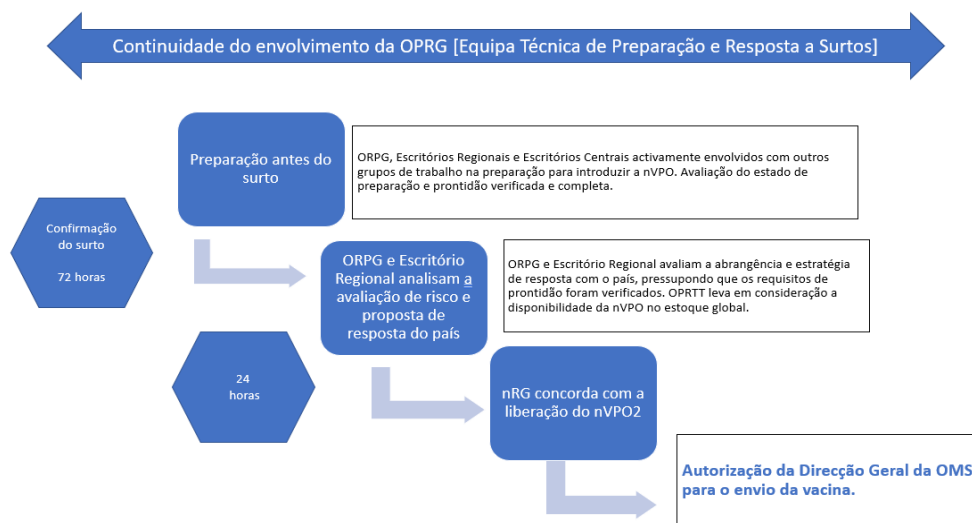 Continuidade do envolvimento da OPRG [Equipa Técnica de Preparação e Resposta a Surtos]
Preparação antes do
surto
ORPG, Escritórios Regionais e Escritórios Centrais activamente envolvidos com outros
grupos de trabalho na preparação para introduzir a nVPO. Avaliação do estado de
preparação e prontidão verificada e completa.
Confirmação
do surto
72 horas
ORPG e Escritório
Regional analisam a
avaliação de risco e
proposta de
resposta do país
ORPG e Escritório Regional avaliam a abrangência e estratégia
de resposta com o país, pressupondo que os requisitos de
prontidão foram verificados. OPRTT leva em consideração a
disponibilidade da nVPO no estoque global.
24
horas
nRG concorda com a
liberação do nVPO2
Autorização da Direcção Geral da OMS
para o envio da vacina.